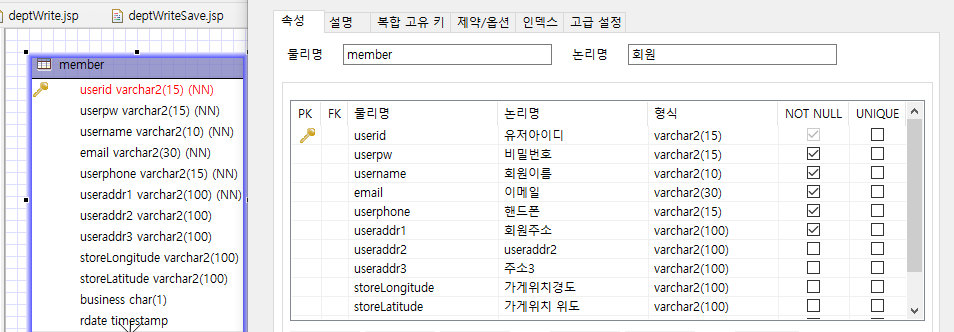 deptWrite.jsp
deptWriteSave.jsp
member
userid varchar2(15) (NN)
userpw varchar2(15) (NN)
username varchar2(10) (NN)
email varchar2(30) (NN)
userphone varchar2(15) (NN)
useraddr1 varchar2(100) (NN)
useraddr2 varchar2(100)
useraddr3 varchar2(100)
storeLongitude varchar2(100)
storeLatitude varchar2(100)
business char(1)
rdate timestamp
속성 설명 복합 고유 키 제약/옵션 인덱스 고급 설정
물리명 member 논리명 회원
PK FK 물리명 논리명 형식 NOT NULL UNIQUE
userid 유저아이디 varchar2(15)
userpw 비밀번호 varchar2(15)
username 회원이름 varchar2(10)
email 이메일 varchar2(30)
userphone 핸드폰 varchar2(15)
useraddr1 회원주소 varchar2(100)
useraddr2 useraddr2 varchar2(100)
useraddr3 주소3 varchar2(100)
storeLongitude 가게위치경도 varchar2(100)
storeLatitude 가게위치 위도 varchar2(100)